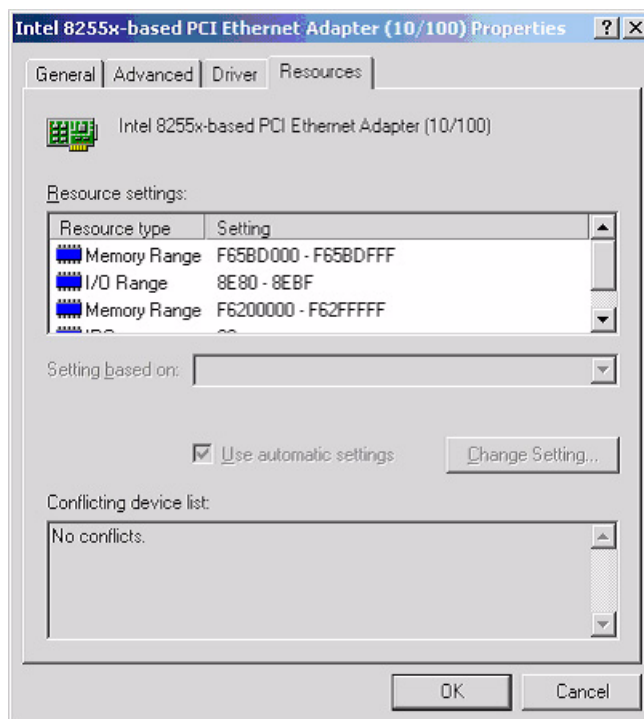 Intel 8255x-based PCI Ethernet Adapter (10/100) Properties
General Advanced Driver Resources
Intel 8255x-based PCI Ethernet Adapter (10/100)
Resource settings:
Resource type Setting
Memory Range F65BD000 - F65BDFFF
I/O Range 8E80 - 8EBF
Memory Range F6200000 - F62FFFFF
Setting based on:
Use automatic settings Change Setting...
Conflicting device list:
No conflicts.
OK Cancel